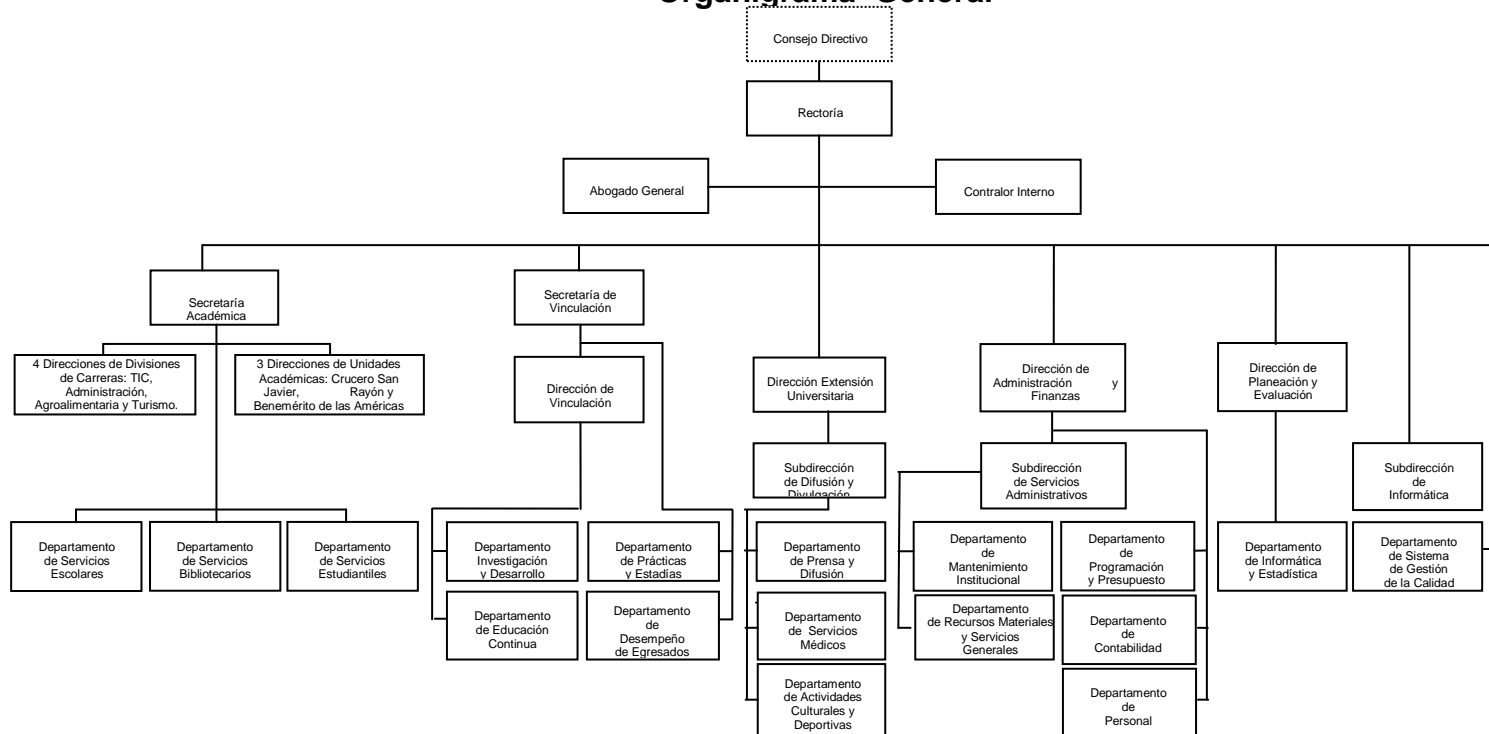 Organigrama General
Consejo Directivo
Rectoría
Abogado General
Contralor Interno
Secretaría
Académica
Secretaría de
Vinculación
4 Direcciones de Divisiones
de Carreras: TIC,
Administración,
Agroalimentaria y Turismo.
3 Direcciones de Unidades
Académicas: Crucero San
Javier, Rayón y
Benemérito de las Américas
Dirección de
Vinculación
Dirección Extensión
Universitaria
Dirección de
Administración y
Finanzas
Dirección de
Planeación y
Evaluación
Subdirección
de Difusión y
Divulgación
Subdirección
de Servicios
Administrativos
Subdirección
de
Informática
Departamento
de Servicios
Escolares
Departamento
de Servicios
Bibliotecarios
Departamento
de Servicios
Estudiantiles
Departamento
Investigación
y Desarrollo
Departamento
de Prácticas
y Estadías
Departamento
de Prensa y
Difusión
Departamento
de
Mantenimiento
Institucional
Departamento
de
Programación
y Presupuesto
Departamento
de Informática
y Estadística
Departamento
de Sistema
de Gestión
de la Calidad
Departamento
de Educación
Continua
Departamento
de
Desempeño
de Egresados
Departamento
de Servicios
Médicos
Departamento
de Recursos Materiales
y Servicios
Generales
Departamento
de
Contabilidad
Departamento
de Actividades
Culturales y
Deportivas
Departamento
de
Personal